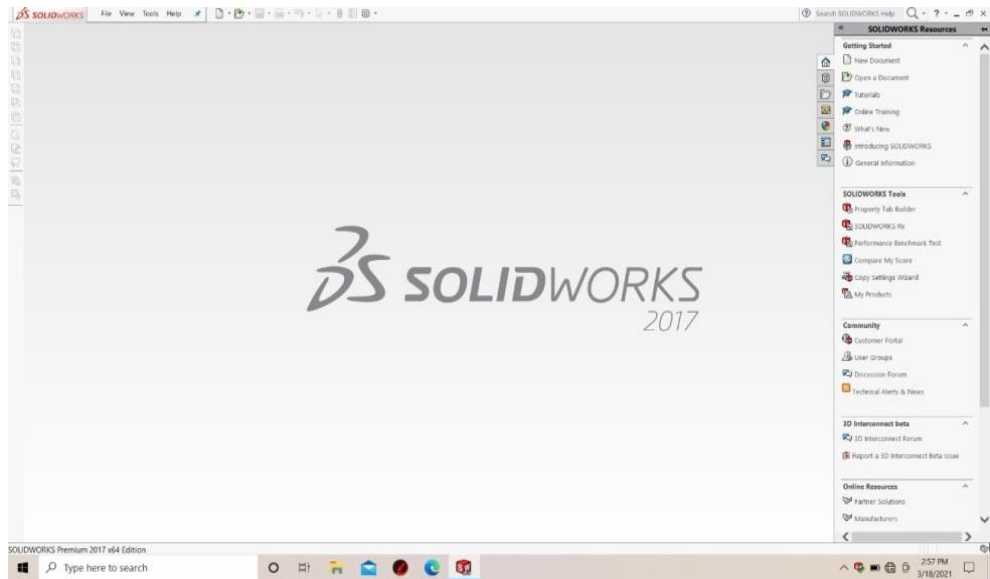 SOLIDWORKS File View Tools Help Search SOLIDWORKS Help ?
SOLIDWORKS Resources
Getting Started
New Document
Open a Document
Tutorials
Online Training
What's New
Introducing SOLIDWORKS
General Information
SOLIDWORKS Tools
Property Tab Builder
SOLIDWORKS Rx
Performance Benchmark Test
Compare My Score
Copy Settings Wizard
My Products
SOLIDWORKS
2017
Community
Customer Portal
User Groups
Discussion Forum
Technical Alerts & News
3D Interconnect beta
3D Interconnect Forum
Report a 3D Interconnect Beta Issue
Online Resources
Partner Solutions
Manufacturers
SOLIDWORKS Premium 2017 x64 Edition
Type here to search
2:57 PM
3/18/2021